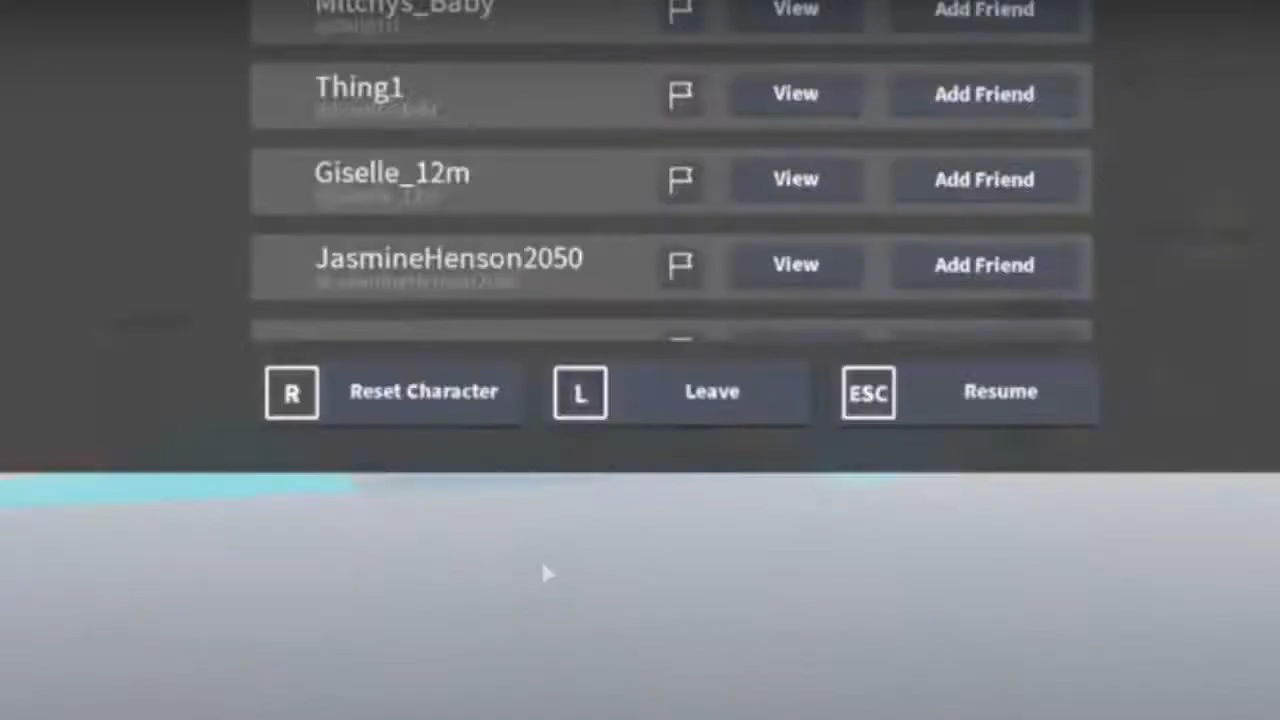 Mitchys_Baby View Add Friend
Thing1 View Add Friend
Giselle_12m View Add Friend
JasmineHenson2050 View Add Friend
@JasmineHenson2050
R Reset Character L Leave ESC Resume